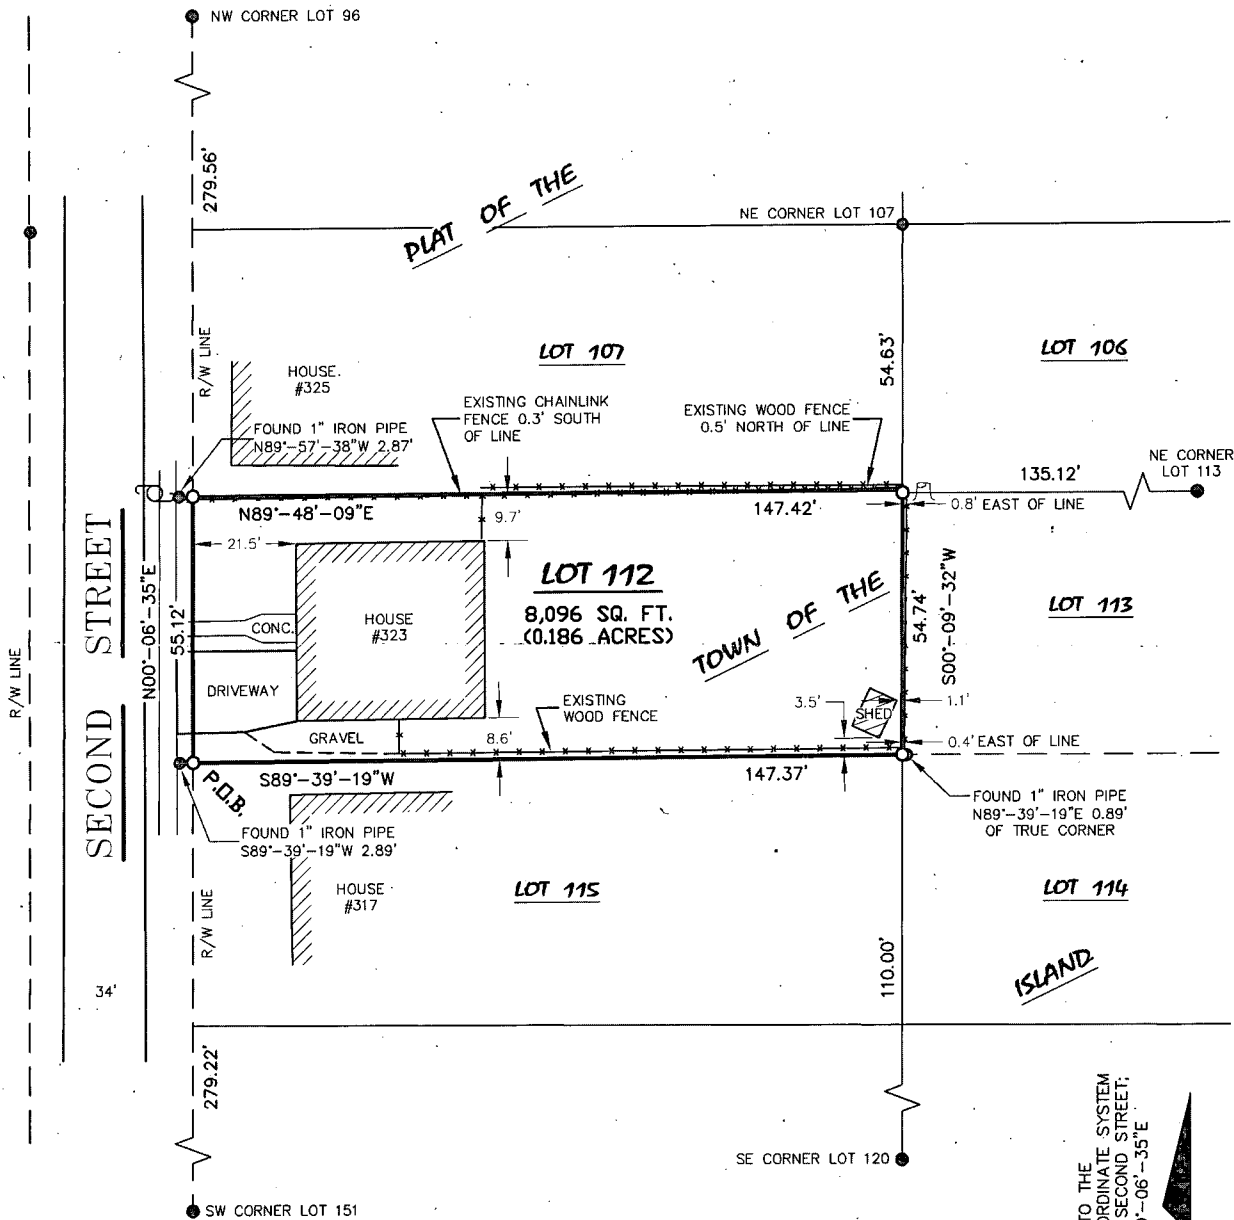 NW CORNER LOT 96
279.56'
PLAT OF THE
NE CORNER LOT 107
R/W LINE
HOUSE.
#325
LOT 107
54.63'
LOT 106
EXISTING CHAINLINK
FENCE 0.3' SOUTH
OF LINE
EXISTING WOOD FENCE
0.5' NORTH OF LINE
FOUND 1" IRON PIPE
N89°-57'-38"W 2.87'
NE CORNER
LOT 113
135.12'
N89°-48'-09"E
147.42'
0.8' EAST OF LINE
9.7'
21.5'
LOT 112
8,096 SQ. FT.
(0.186 ACRES)
TOWN OF THE
SECOND STREET
N00°-06'-35"E
55.12'
CONC.
HOUSE
#323
54.74'
S00°-09'-32"W
LOT 113
R/W LINE
DRIVEWAY
EXISTING
WOOD FENCE
3.5'
SHED
1.1'
GRAVEL
8.6'
0.4' EAST OF LINE
P.O.B.
S89°-39'-19"W
147.37'
FOUND 1" IRON PIPE
S89°-39'-19"W 2.89'
FOUND 1" IRON PIPE
N89°-39'-19"E 0.89'
OF TRUE CORNER
R/W LINE
HOUSE
#317
LOT 115
LOT 114
110.00'
ISLAND
34'
279.22'
SE CORNER LOT 120
SW CORNER LOT 151
TO THE
ORDINATE SYSTEM
SECOND STREET;
°-06'-35"E